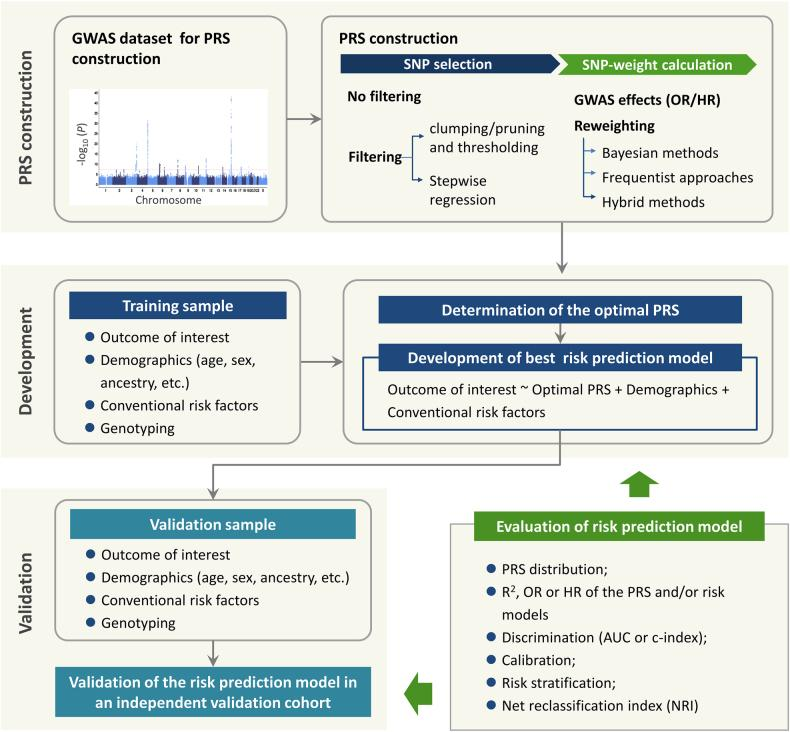 PRS construction
GWAS dataset for PRS
construction
-log10 (P)
Chromosome
PRS construction
SNP selection
SNP-weight calculation
No filtering
Filtering
clumping/pruning
and thresholding
Stepwise
regression
GWAS effects (OR/HR)
Reweighting
Bayesian methods
Frequentist approaches
Hybrid methods
Development
Training sample
Outcome of interest
Demographics (age, sex,
ancestry, etc.)
Conventional risk factors
Genotyping
Determination of the optimal PRS
Development of best risk prediction model
Outcome of interest ~ Optimal PRS + Demographics +
Conventional risk factors
Validation
Validation sample
Outcome of interest
Demographics (age, sex, ancestry, etc.)
Conventional risk factors
Genotyping
Validation of the risk prediction model in
an independent validation cohort
Evaluation of risk prediction model
PRS distribution;
R², OR or HR of the PRS and/or risk
models
Discrimination (AUC or c-index);
Calibration;
Risk stratification;
Net reclassification index (NRI)